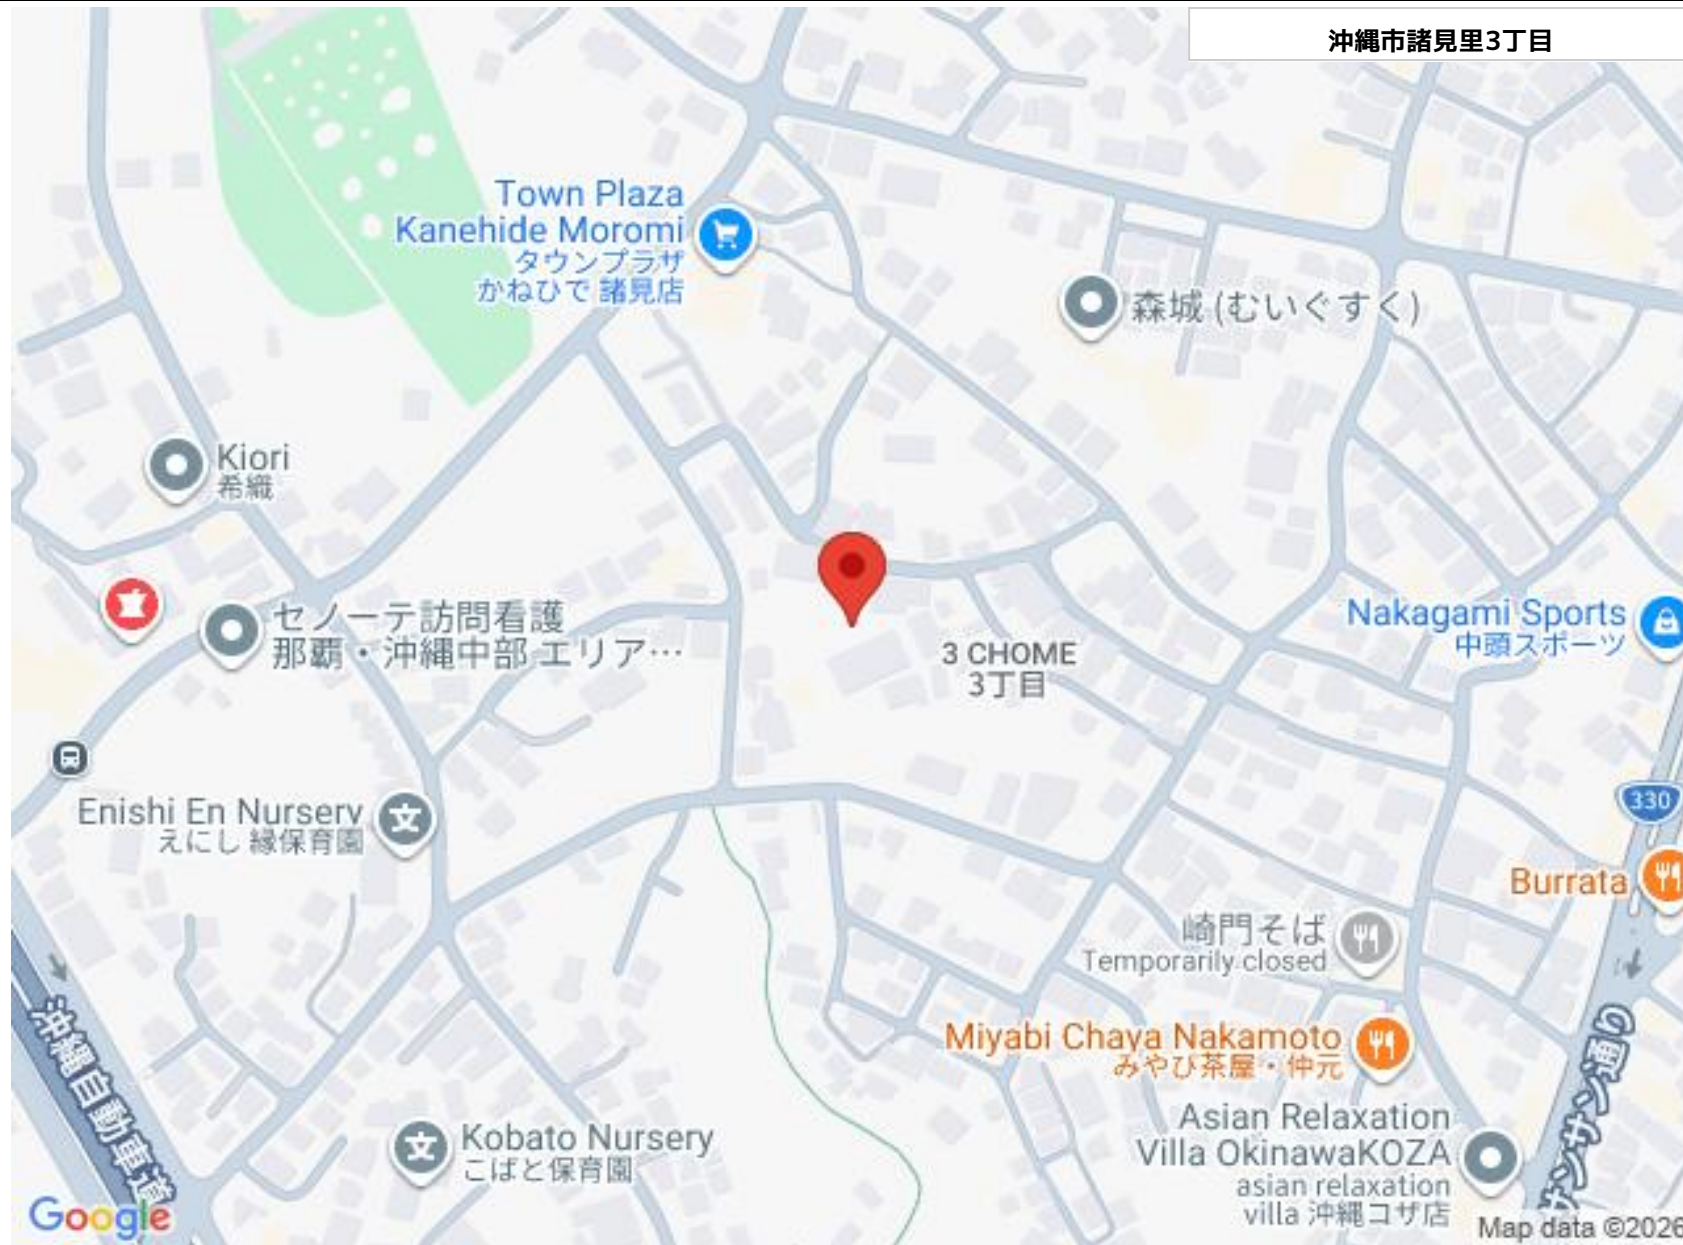 沖縄市諸見里3丁目
Town Plaza
Kanehide Moromi
タウンプラザ
かねひで 諸見店
森城 (むいぐすく)
Kiori
希織
セノーテ訪問看護
那覇・沖縄中部 エリア…
3 CHOME
3丁目
Nakagami Sports
中頭スポーツ
Enishi En Nursery
えにし 縁保育園
330
Burrata
崎門そば
Temporarily closed
沖縄自動車道
Miyabi Chaya Nakamoto
みやび茶屋・仲元
サンサン通り
Kobato Nursery
こばと保育園
Asian Relaxation
Villa OkinawaKOZA
asian relaxation
villa 沖縄コザ店
Google
Map data ©2026